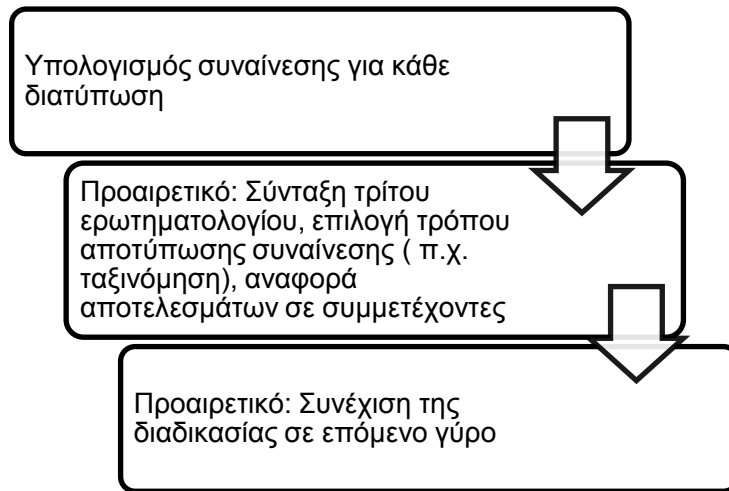 Υπολογισμός συναίνεσης για κάθε
διατύπωση
Προαιρετικό: Σύνταξη τρίτου
ερωτηματολογίου, επιλογή τρόπου
αποτύπωσης συναίνεσης ( π.χ.
ταξινόμηση), αναφορά
αποτελεσμάτων σε συμμετέχοντες
Προαιρετικό: Συνέχιση της
διαδικασίας σε επόμενο γύρο